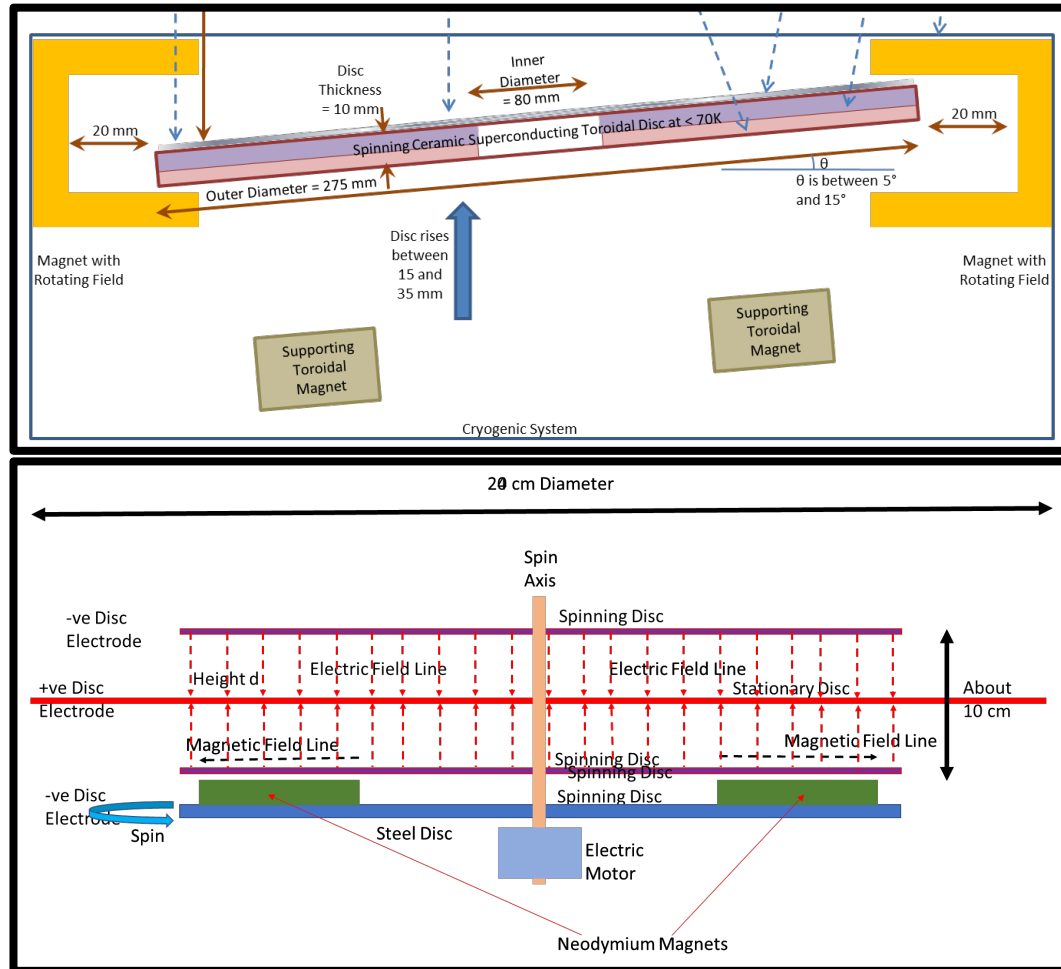 Disc
Thickness
= 10 mm
Inner
Diameter
= 80 mm
20 mm
20 mm
Spinning Ceramic Superconducting Toroidal Disc at < 70K
Outer Diameter = 275 mm
θ
θ is between 5°
and 15°
Magnet with
Rotating Field
Disc rises
between
15 and
35 mm
Magnet with
Rotating Field
Supporting
Toroidal
Magnet
Supporting
Toroidal
Magnet
Cryogenic System
cm Diameter
Spin
Axis
-ve Disc
Electrode
Spinning Disc
Height d
Electric Field Line
Electric Field Line
+ve Disc
Electrode
Stationary Disc
About
10 cm
Magnetic Field Line
Magnetic Field Line
Spinning Disc
Spinning Disc
-ve Disc
Electrode
Spinning Disc
Spin
Steel Disc
Electric
Motor
Neodymium Magnets